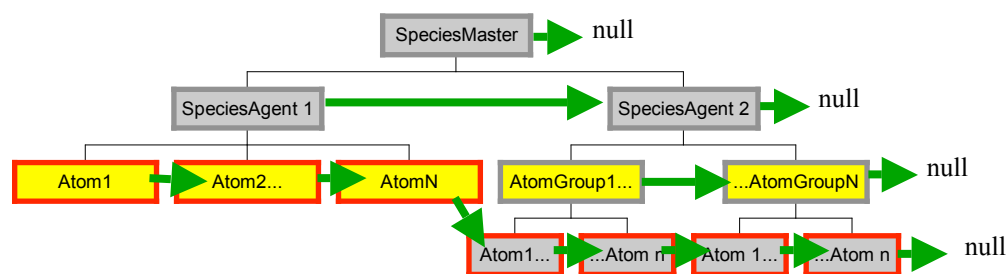 SpeciesMaster
null
SpeciesAgent 1
SpeciesAgent 2
null
Atom1
Atom2...
AtomN
AtomGroup1...
...AtomGroupN
null
Atom1...
...Atom n
Atom 1...
...Atom n
null